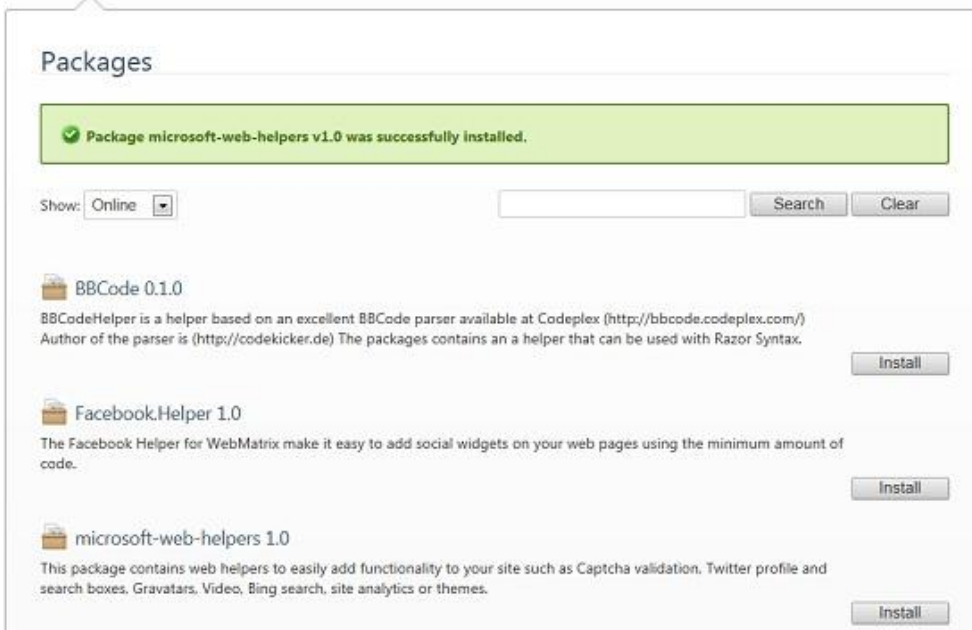 Packages
Package microsoft-web-helpers v1.0 was successfully installed.
Show: Online Search Clear
BBCode 0.1.0
BBCodeHelper is a helper based on an excellent BBCode parser available at Codeplex (http://bbcode.codeplex.com/)
Author of the parser is (http://codekicker.de) The packages contains an a helper that can be used with Razor Syntax.
Install
Facebook.Helper 1.0
The Facebook Helper for WebMatrix make it easy to add social widgets on your web pages using the minimum amount of
code.
Install
microsoft-web-helpers 1.0
This package contains web helpers to easily add functionality to your site such as Captcha validation, Twitter profile and
search boxes, Gravatars, Video, Bing search, site analytics or themes.
Install